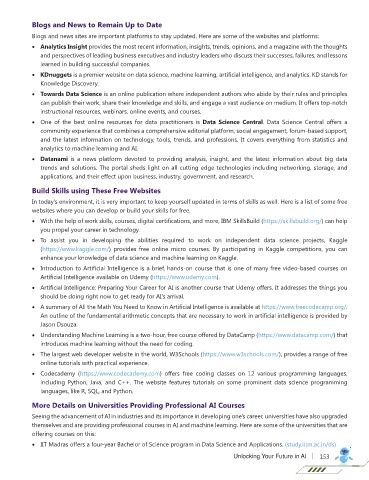 Blogs and News to Remain Up to Date
Blogs and news sites are important platforms to stay updated. Here are some of the websites and platforms:
• Analytics Insight provides the most recent information, insights, trends, opinions, and a magazine with the thoughts
and perspectives of leading business executives and industry leaders who discuss their successes, failures, and lessons
learned in building successful companies.
• KDnuggets is a premier website on data science, machine learning, artificial intelligence, and analytics. KD stands for
Knowledge Discovery.
• Towards Data Science is an online publication where independent authors who abide by their rules and principles
can publish their work, share their knowledge and skills, and engage a vast audience on medium. It offers top-notch
instructional resources, webinars, online events, and courses.
• One of the best online resources for data practitioners is Data Science Central. Data Science Central offers a
community experience that combines a comprehensive editorial platform, social engagement, forum-based support,
and the latest information on technology, tools, trends, and professions. It covers everything from statistics and
analytics to machine learning and AI.
• Datanami is a news platform devoted to providing analysis, insight, and the latest information about big data
trends and solutions. The portal sheds light on all cutting edge technologies including networking, storage, and
applications, and their effect upon business, industry, government, and research.
Build Skills using These Free Websites
In today's environment, it is very important to keep yourself updated in terms of skills as well. Here is a list of some free
websites where you can develop or build your skills for free.
• With the help of work skills, courses, digital certifications, and more, IBM SkillsBuild (https://skillsbuild.org/) can help
you propel your career in technology.
• To assist you in developing the abilities required to work on independent data science projects, Kaggle
(https://www.kaggle.com/) provides free online micro courses. By participating in Kaggle competitions, you can
enhance your knowledge of data science and machine learning on Kaggle.
• Introduction to Artificial Intelligence is a brief, hands-on course that is one of many free video-based courses on
Artificial Intelligence available on Udemy (https://www.udemy.com).
• Artificial Intelligence: Preparing Your Career for AI is another course that Udemy offers. It addresses the things you
should be doing right now to get ready for AI's arrival.
• A summary of All the Math You Need to Know in Artificial Intelligence is available at https://www.freecodecamp.org/.
An outline of the fundamental arithmetic concepts that are necessary to work in artificial intelligence is provided by
Jason Dsouza.
• Understanding Machine Learning is a two-hour, free course offered by DataCamp (https://www.datacamp.com/) that
introduces machine learning without the need for coding.
• The largest web developer website in the world, W3Schools (https://www.w3schools.com/), provides a range of free
online tutorials with practical experience.
• Codecademy (https://www.codecademy.com) offers free coding classes on 12 various programming languages,
including Python, Java, and C++. The website features tutorials on some prominent data science programming
languages, like R, SQL, and Python.
More Details on Universities Providing Professional AI Courses
Seeing the advancement of AI in industries and its importance in developing one's career, universities have also upgraded
themselves and are providing professional courses in AI and machine learning. Here are some of the universities that are
offering courses on this:
• IIT Madras offers a four-year Bachelor of Science program in Data Science and Applications. (study.iitm.ac.in/ds)
Unlocking Your Future in AI | 153